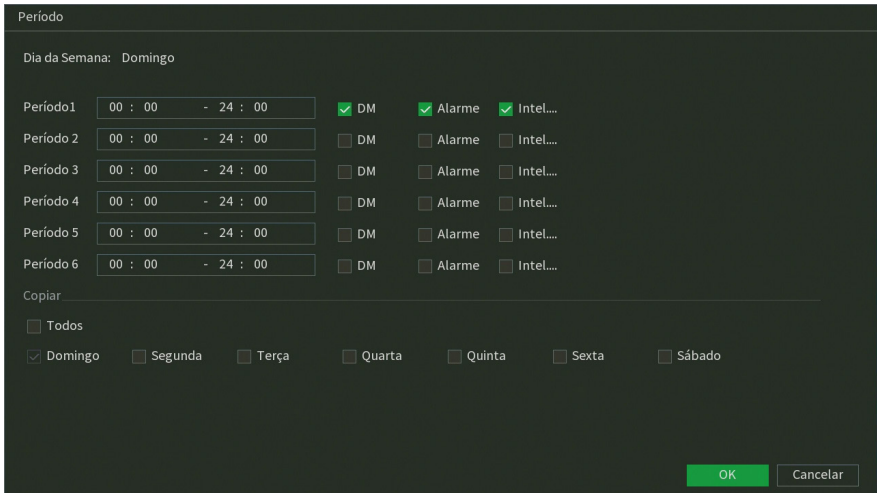 Período
Dia da Semana: Domingo
Período1 00 : 00 - 24 : 00 DM Alarme Intel....
Período 2 00 : 00 - 24 : 00 DM Alarme Intel....
Período 3 00 : 00 - 24 : 00 DM Alarme Intel....
Período 4 00 : 00 - 24 : 00 DM Alarme Intel....
Período 5 00 : 00 - 24 : 00 DM Alarme Intel....
Período 6 00 : 00 - 24 : 00 DM Alarme Intel....
Copiar
Todos
Domingo Segunda Terça Quarta Quinta Sexta Sábado
OK Cancelar